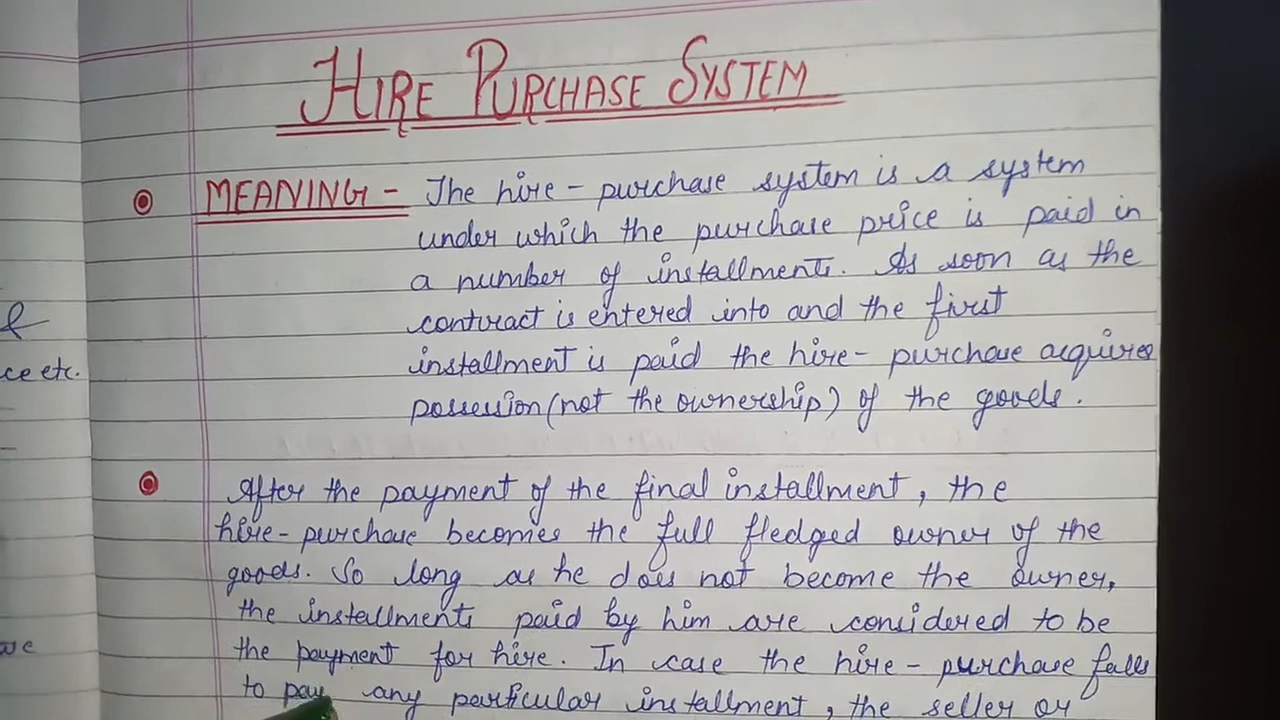 HIRE PURCHASE SYSTEM
MEANING - The hire - purchase system is a system
under which the purchase price is paid in
a number of installments. As soon as the
contract is entered into and the first
installment is paid the hire - purchase acquires
possession (not the ownership) of the goods.
After the payment of the final installment, the
hire - purchase becomes the full fledged owner of the
goods. So long as he does not become the owner,
the installments paid by him are considered to be
the payment for hire. In case the hire - purchase fails
to pay any particular installment, the seller or
&
ce etc.